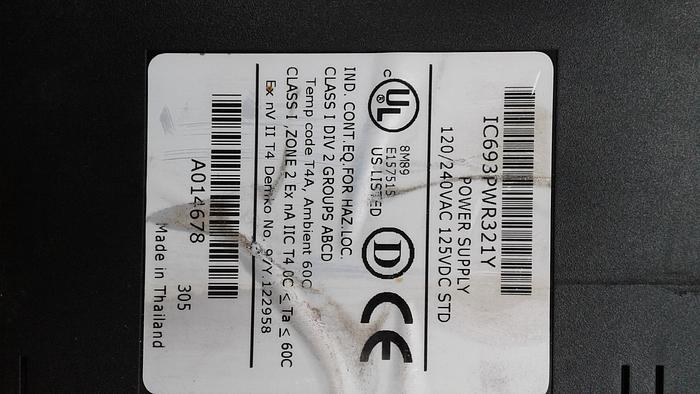 IC693PWR321Y
POWER SUPPLY
120/240VAC 125VDC STD
C UL ®
8M89
E157515
US LISTED
D
CE
IND. CONT.EQ.FOR HAZ.LOC.
CLASS I DIV 2 GROUPS ABCD
Temp code T4A, Ambient 60C
CLASS I ,ZONE 2 Ex nA IIC T4 0C ≤ Ta ≤ 60C
Ex nV II T4 Demko No. 97Y.122958
A014678
305
Made in Thailand